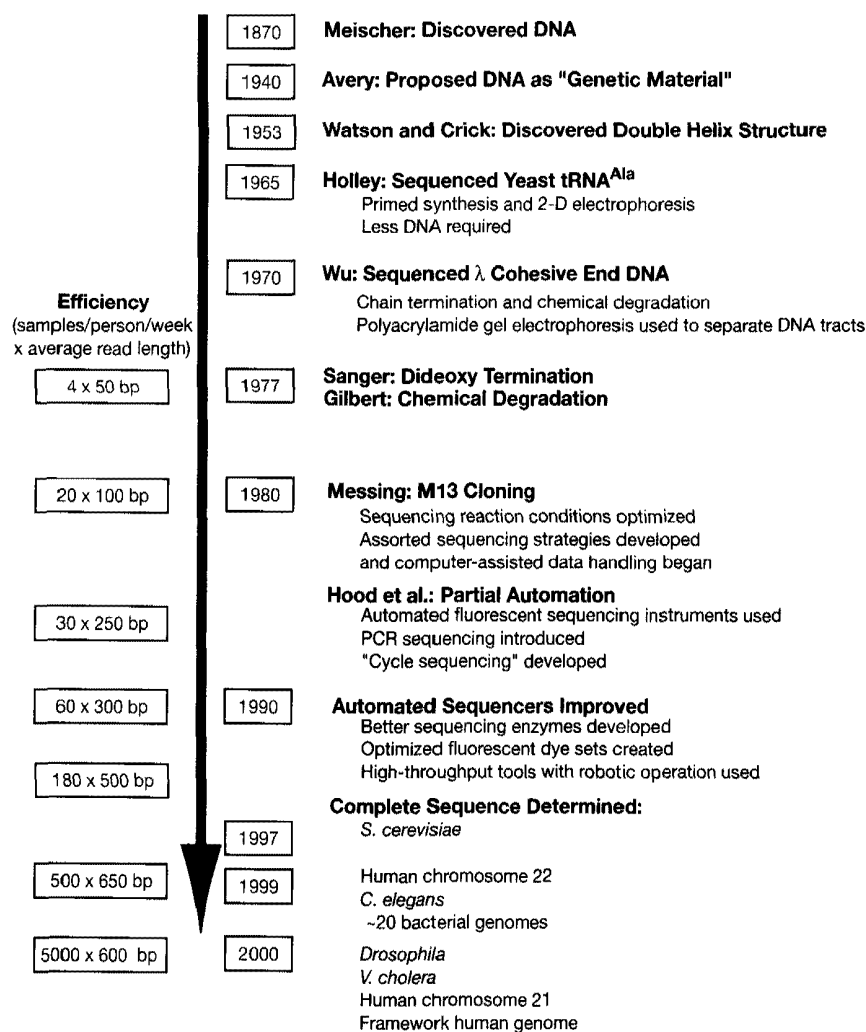 1870 Meischer: Discovered DNA
1940 Avery: Proposed DNA as "Genetic Material"
1953 Watson and Crick: Discovered Double Helix Structure
1965 Holley: Sequenced Yeast tRNAAla
Primed synthesis and 2-D electrophoresis
Less DNA required
1970 Wu: Sequenced λ Cohesive End DNA
Chain termination and chemical degradation
Polyacrylamide gel electrophoresis used to separate DNA tracts
Efficiency
(samples/person/week
x average read length)
4 x 50 bp 1977 Sanger: Dideoxy Termination
Gilbert: Chemical Degradation
20 x 100 bp 1980 Messing: M13 Cloning
Sequencing reaction conditions optimized
Assorted sequencing strategies developed
and computer-assisted data handling began
Hood et al.: Partial Automation
Automated fluorescent sequencing instruments used
30 x 250 bp PCR sequencing introduced
"Cycle sequencing" developed
60 x 300 bp 1990 Automated Sequencers Improved
Better sequencing enzymes developed
Optimized fluorescent dye sets created
180 x 500 bp High-throughput tools with robotic operation used
Complete Sequence Determined:
1997 S. cerevisiae
500 x 650 bp 1999 Human chromosome 22
C. elegans
~20 bacterial genomes
5000 x 600 bp 2000 Drosophila
V. cholera
Human chromosome 21
Framework human genome